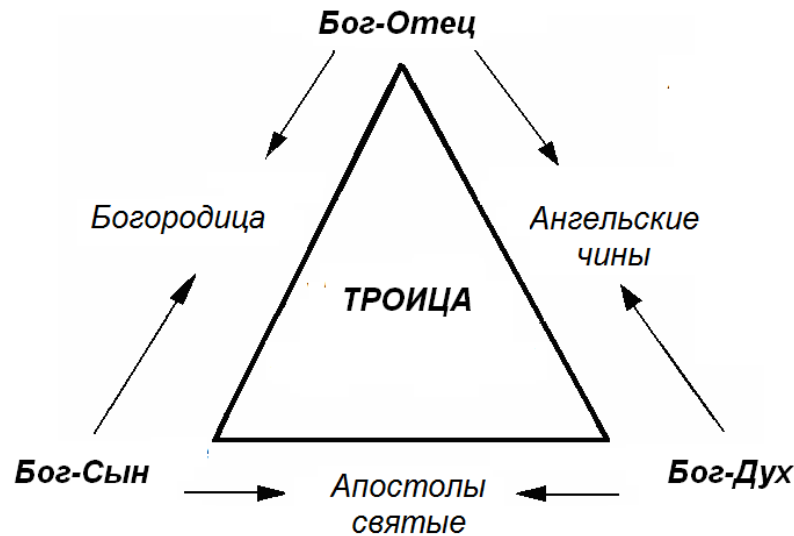 Бог-Отец
Богородица
Ангельские
чины
ТРОИЦА
Бог-Сын
Апостолы
святые
Бог-Дух